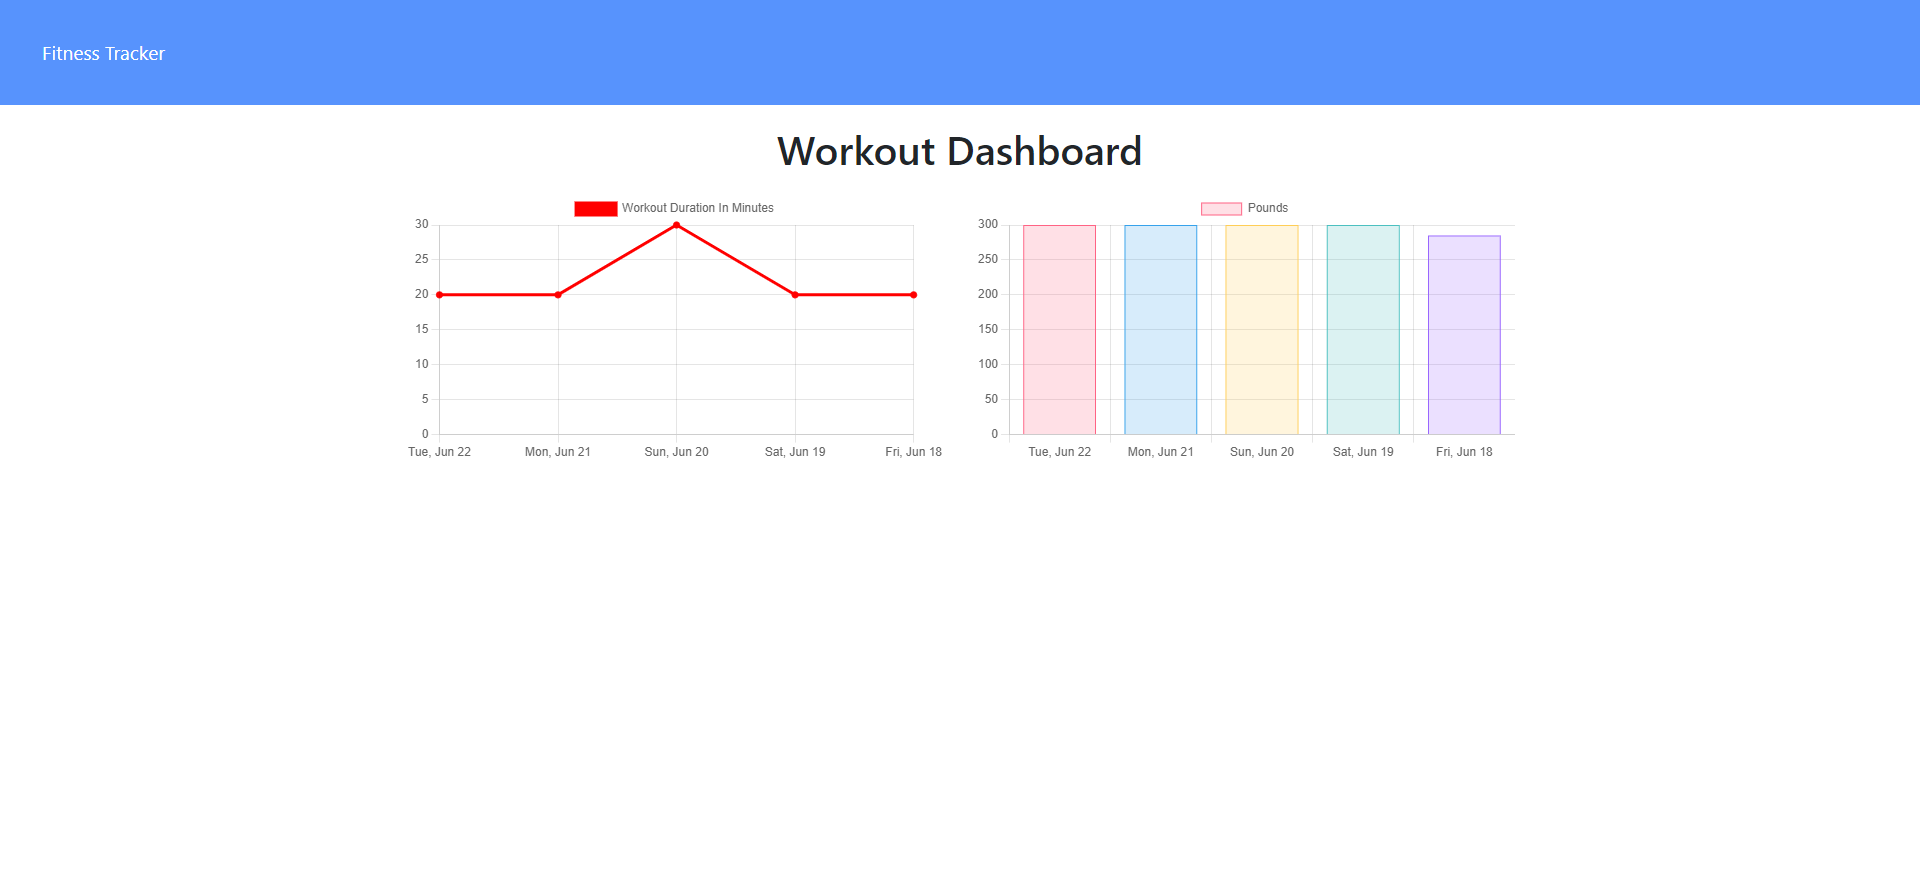 Fitness Tracker
Workout Dashboard
Workout Duration In Minutes
30
25
20
15
10
5
0
Tue, Jun 22 Mon, Jun 21 Sun, Jun 20 Sat, Jun 19 Fri, Jun 18
Pounds
300
250
200
150
100
50
0
Tue, Jun 22 Mon, Jun 21 Sun, Jun 20 Sat, Jun 19 Fri, Jun 18